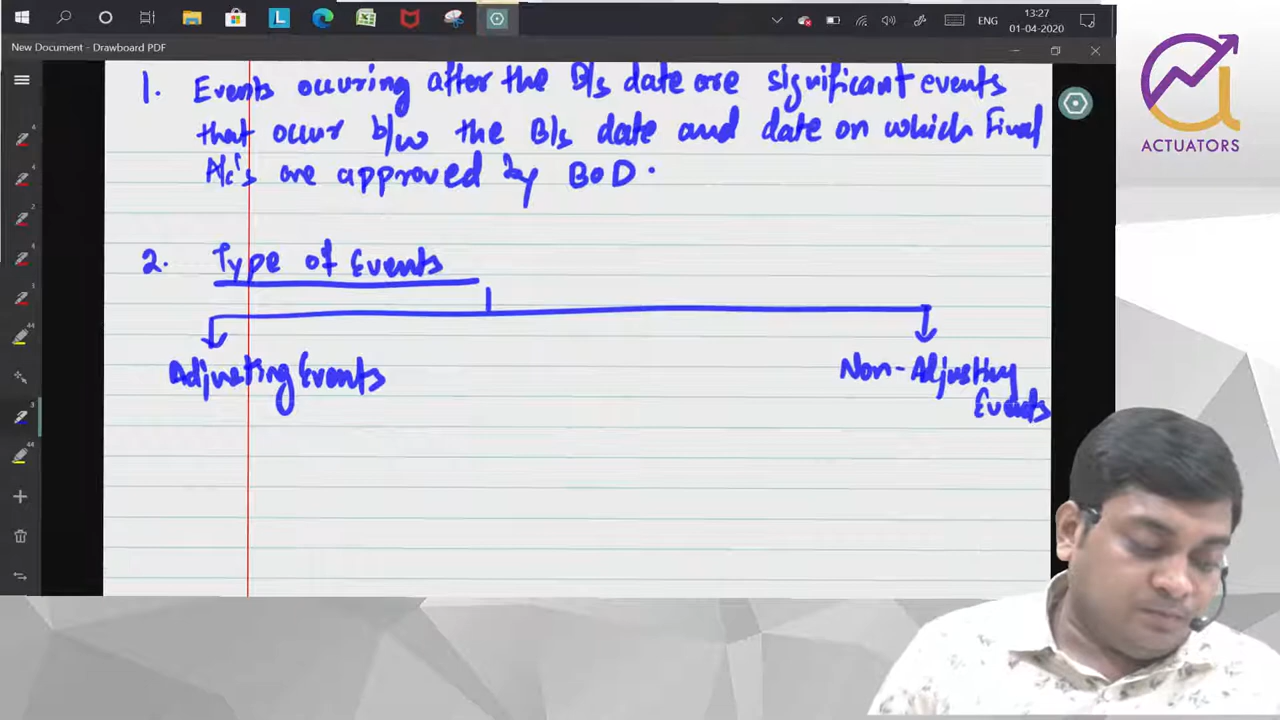 13:27
ENG
01-04-2020
New Document - Drawboard PDF
1. Events occuring after the B/s date are significant events
that occur b/w the B/s date and date on which Final
A/c's are approved by BoD.
2. Type of Events
Adjusting Events
Non-Adjusting
Events
ACTUATORS